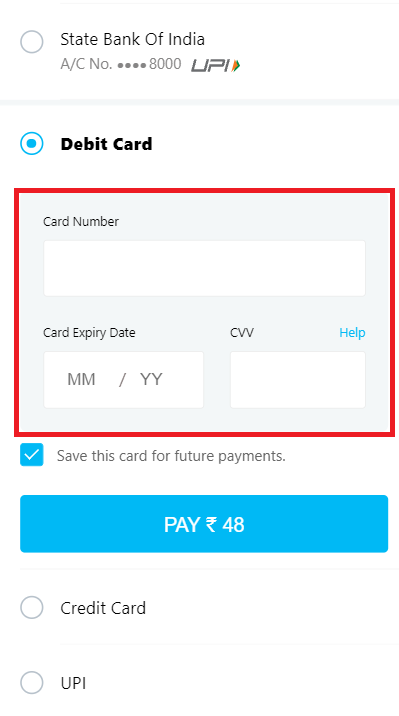 State Bank Of India
A/C No. ●●●●8000 UPI
Debit Card
Card Number
Card Expiry Date CVV Help
MM / YY
Save this card for future payments.
PAY ₹ 48
Credit Card
UPI